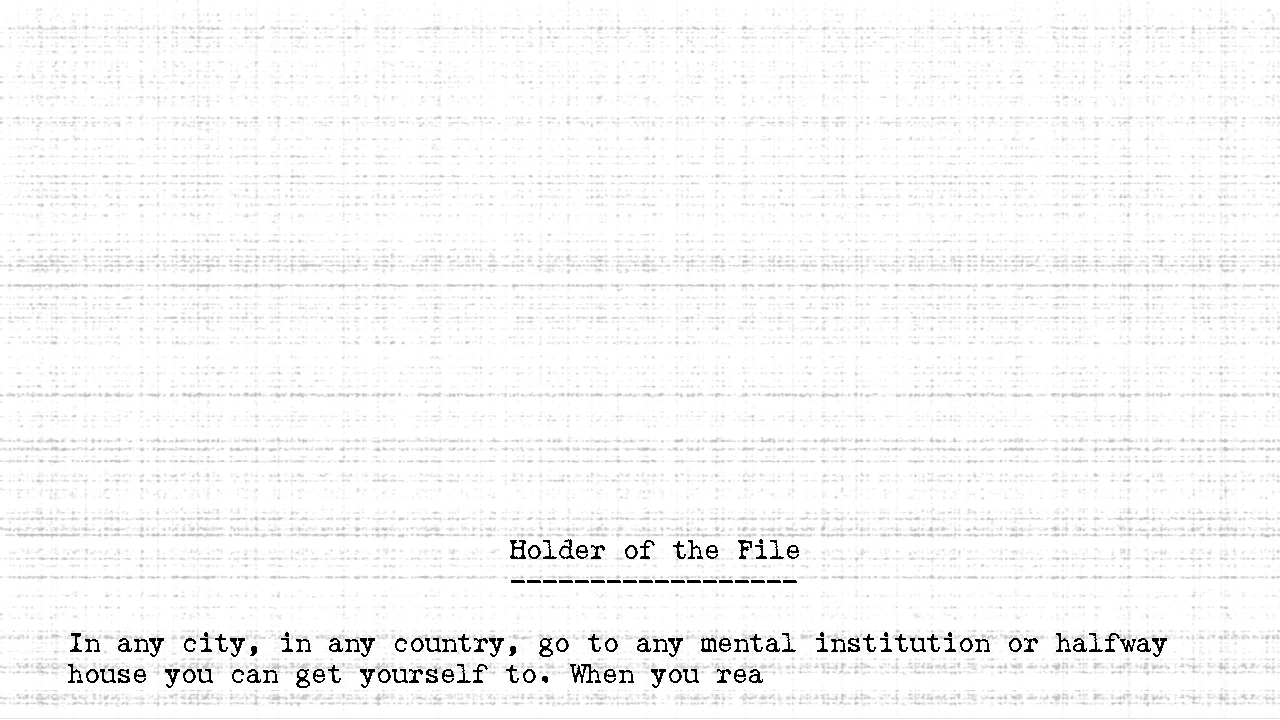 Holder of the File
------------------
In any city, in any country, go to any mental institution or halfway
house you can get yourself to. When you rea